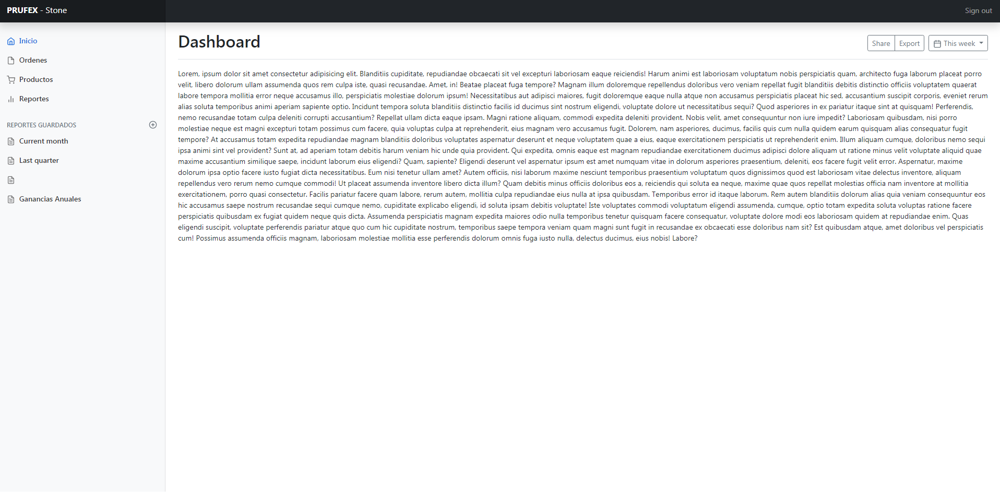 PRUFEX - Stone
Sign out
Inicio
Ordenes
Productos
Reportes
REPORTES GUARDADOS
Current month
Last quarter
Ganancias Anuales
Dashboard
Share
Export
This week
Lorem, ipsum dolor sit amet consectetur adipisicing elit. Blanditiis cupiditate, repudiandae obcaecati sit vel excepturi laboriosam eaque reiciendis! Harum animi est laboriosam voluptatum nobis perspiciatis quam, architecto fuga laborum placeat porro
velit, libero dolorum ullam assumenda quos rem culpa iste, quasi recusandae. Amet, in! Beatae placeat fuga tempore? Magnam illum doloremque repellendus doloribus vero veniam repellat fugit blanditiis debitis distinctio officiis voluptatem quaerat
labore tempora mollitia error neque accusamus illo, perspiciatis molestiae dolorum ipsum! Necessitatibus aut adipisci maiores, fugit doloremque eaque nulla atque non accusamus perspiciatis placeat hic sed, accusantium suscipit corporis, eveniet rerum
alias soluta temporibus animi aperiam sapiente optio. Incidunt tempora soluta blanditiis distinctio facilis id ducimus sint nostrum eligendi, voluptate dolore ut necessitatibus sequi? Quod asperiores in ex pariatur itaque sint at quisquam! Perferendis,
nemo recusandae totam culpa deleniti corrupti accusantium? Repellat ullam dicta eaque ipsam. Magni ratione aliquam, commodi expedita deleniti provident. Nobis velit, amet consequuntur non iure impedit? Laboriosam quibusdam, nisi porro
molestiae neque est magni excepturi totam possimus cum facere, quia voluptas culpa at reprehenderit, eius magnam vero accusamus fugit. Dolorem, nam asperiores, ducimus, facilis quis cum nulla quidem earum quisquam alias consequatur fugit
tempore? At accusamus totam expedita repudiandae magnam blanditiis doloribus voluptates aspernatur deserunt et neque voluptatem quae a eius, eaque exercitationem perspiciatis ut reprehenderit enim. Illum aliquam cumque, doloribus nemo sequi
ipsa animi sint vel provident? Sunt at, ad aperiam totam debitis harum veniam hic unde quia provident. Qui expedita, omnis eaque est magnam repudiandae exercitationem ducimus adipisci dolore aliquam ut ratione minus velit voluptate aliquid quae
maxime accusantium similique saepe, incidunt laborum eius eligendi? Quam, sapiente? Eligendi deserunt vel aspernatur ipsum est amet numquam vitae in dolorum asperiores praesentium, deleniti, eos facere fugit velit error. Aspernatur, maxime
dolorum ipsa optio facere iusto fugiat dicta necessitatibus. Eum nisi tenetur ullam amet? Autem officiis, nisi laborum maxime nesciunt temporibus praesentium voluptatum quos dignissimos quod est laboriosam vitae delectus inventore, aliquam
repellendus vero rerum nemo cumque commodi! Ut placeat assumenda inventore libero dicta illum? Quam debitis minus officiis doloribus eos a, reiciendis qui soluta ea neque, maxime quae quos repellat molestias officia nam inventore at mollitia
exercitationem, porro quasi consectetur. Facilis pariatur facere quam labore, rerum autem, mollitia culpa repudiandae eius nulla at ipsa quibusdam. Temporibus error id itaque laborum. Rem autem blanditiis dolorum alias quia veniam consequuntur eos
hic accusamus saepe nostrum recusandae sequi cumque nemo, cupiditate explicabo eligendi, id soluta ipsam debitis voluptate! Iste voluptates commodi voluptatum eligendi assumenda, cumque, optio totam expedita soluta voluptas ratione facere
perspiciatis quibusdam ex fugiat quidem neque quis dicta. Assumenda perspiciatis magnam expedita maiores odio nulla temporibus tenetur quisquam facere consequatur, voluptate dolore modi eos laboriosam quidem at repudiandae enim. Quas
eligendi suscipit, voluptate perferendis pariatur atque quo cum hic cupiditate nostrum, temporibus saepe tempora veniam quam magni sunt fugit in recusandae ex obcaecati esse doloribus nam sit? Est quibusdam atque, amet doloribus vel perspiciatis
cum! Possimus assumenda officiis magnam, laboriosam molestiae mollitia esse perferendis dolorum omnis fuga iusto nulla, delectus ducimus, eius nobis! Labore?